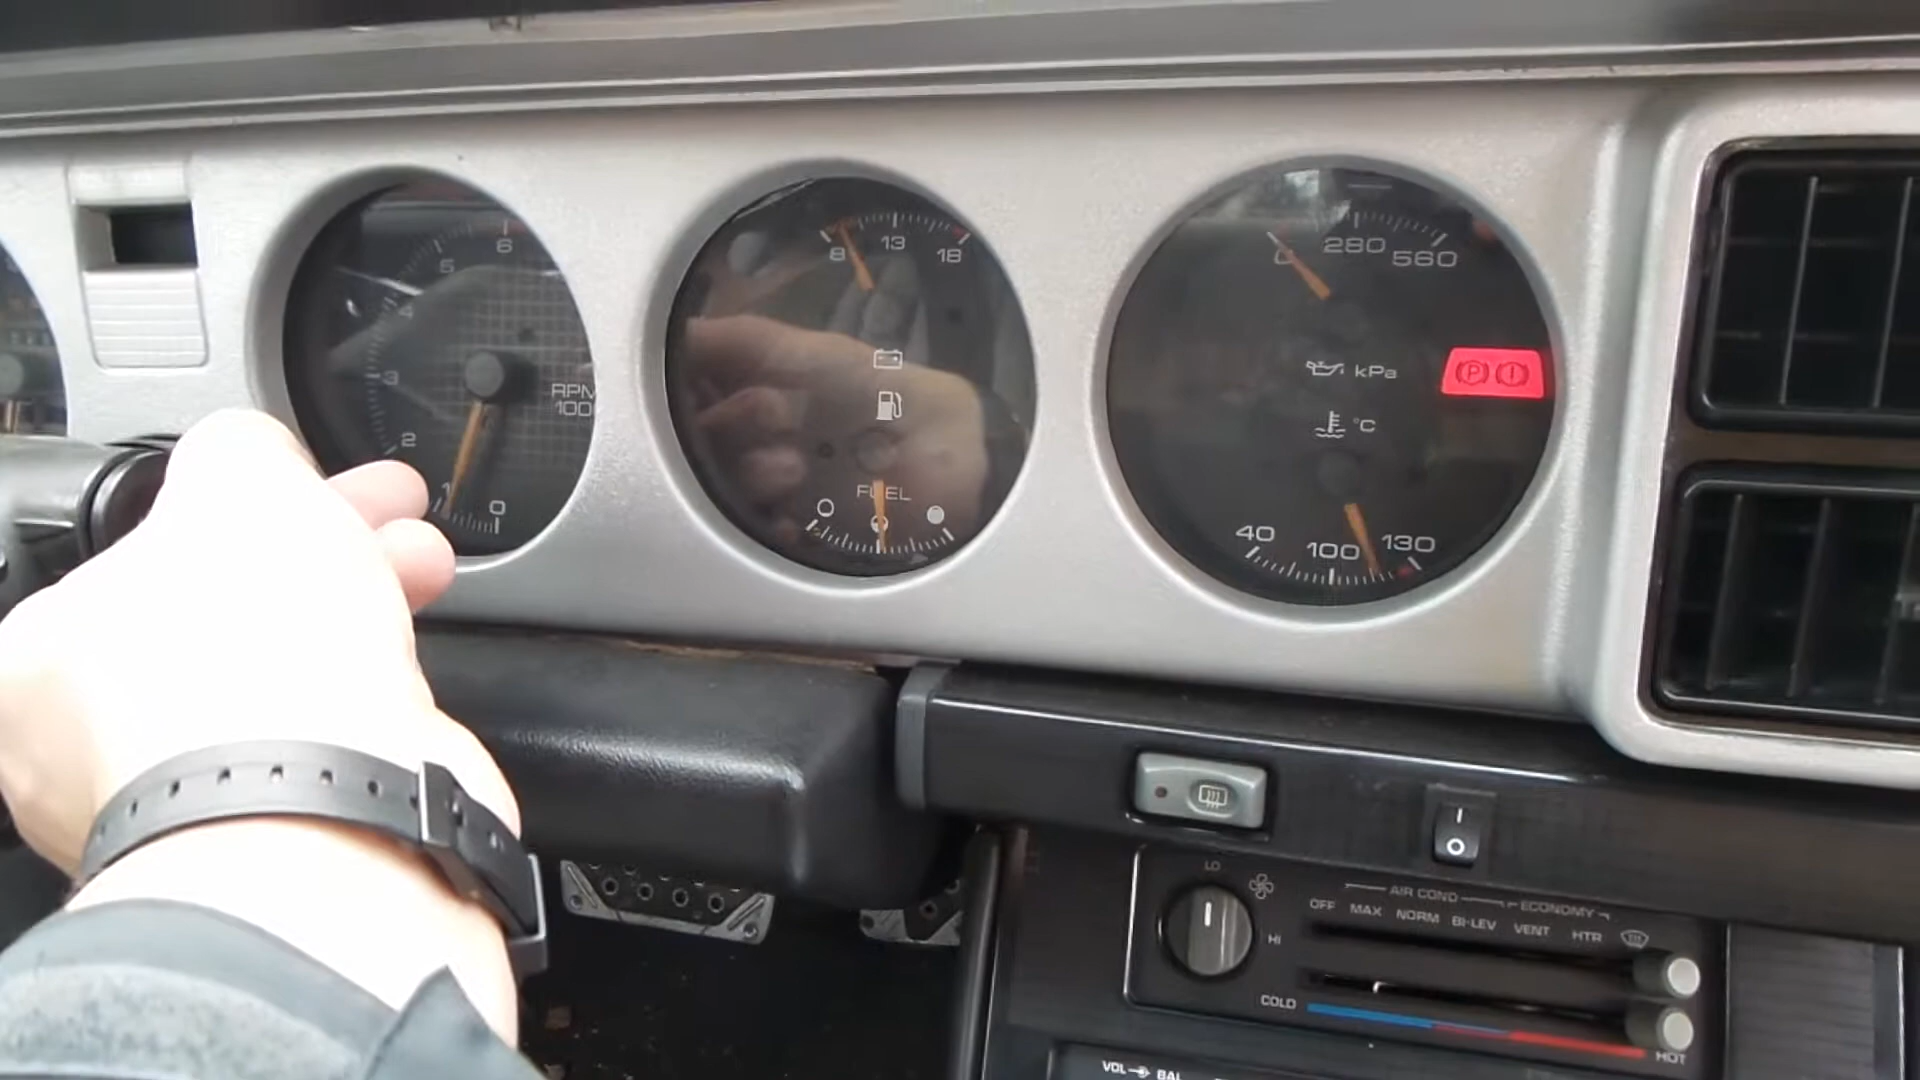 6
5
4
3
2
1
0
RPM
100
8
13
18
FUEL
280
560
kPa
°C
P
!
40
100
130
I
O
LO
HI
AIR COND
ECONOMY
OFF
MAX
NORM
BI-LEV
VENT
HTR
COLD
HOT
VOL
BAL